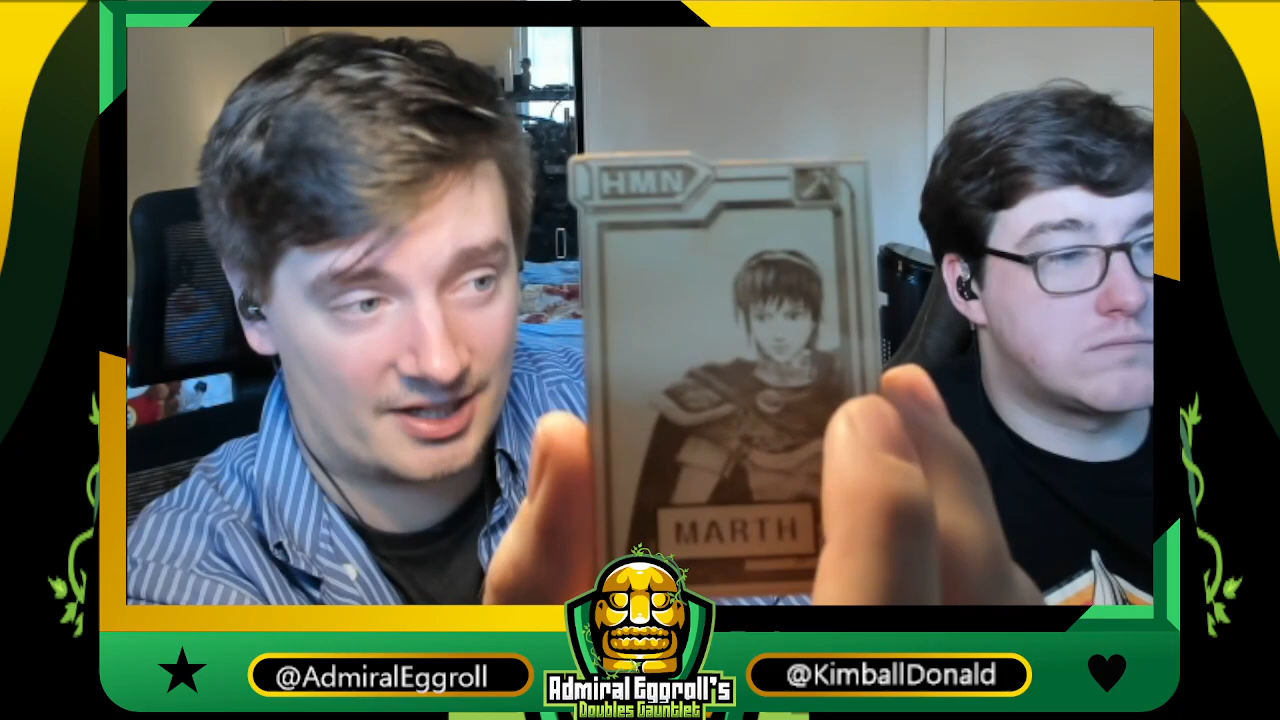 HMN
MARTH
@AdmiralEggroll
@KimballDonald
Admiral Eggroll's
Doubles Gauntlet